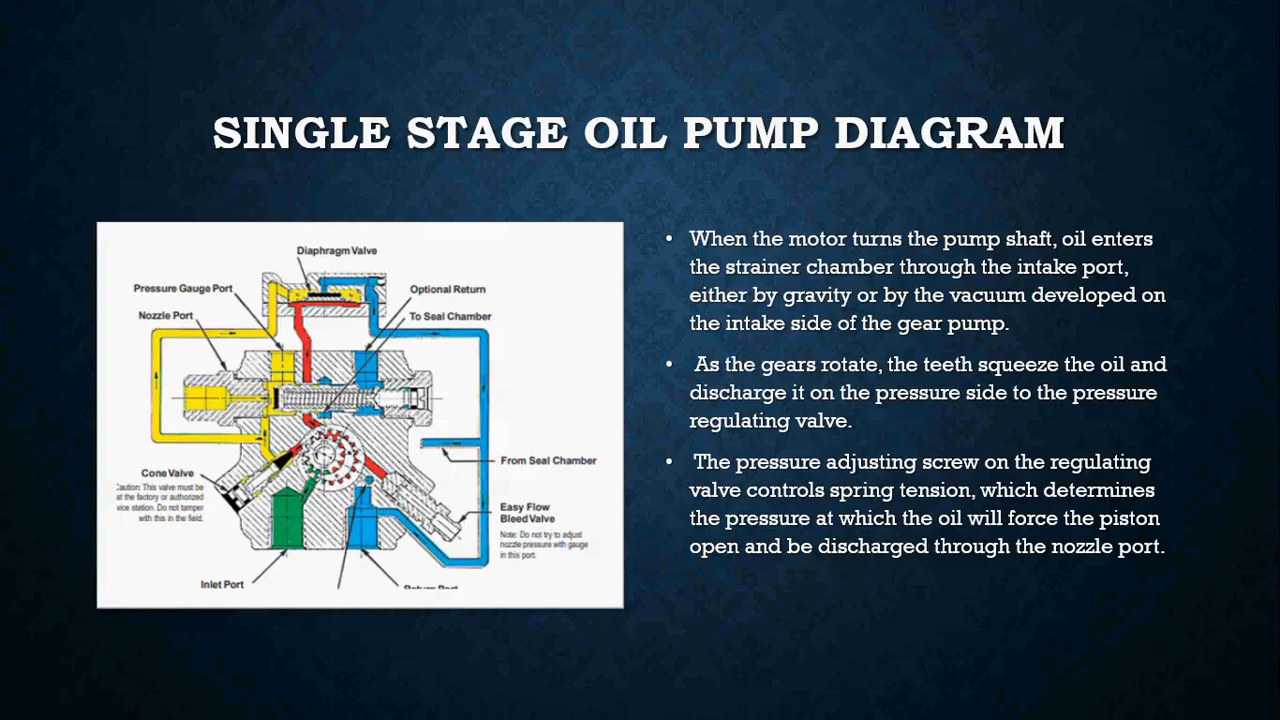 SINGLE STAGE OIL PUMP DIAGRAM
Diaphragm Valve
Pressure Gauge Port
Optional Return
Nozzle Port
To Seal Chamber
Cone Valve
Caution: This valve must be
at the factory or authorized
vice station. Do not tamper
with this in the field.
From Seal Chamber
Easy Flow
Bleed Valve
Note: Do not try to adjust
nozzle pressure with gauge
in this port.
Inlet Port
Return Port
• When the motor turns the pump shaft, oil enters
the strainer chamber through the intake port,
either by gravity or by the vacuum developed on
the intake side of the gear pump.
• As the gears rotate, the teeth squeeze the oil and
discharge it on the pressure side to the pressure
regulating valve.
• The pressure adjusting screw on the regulating
valve controls spring tension, which determines
the pressure at which the oil will force the piston
open and be discharged through the nozzle port.